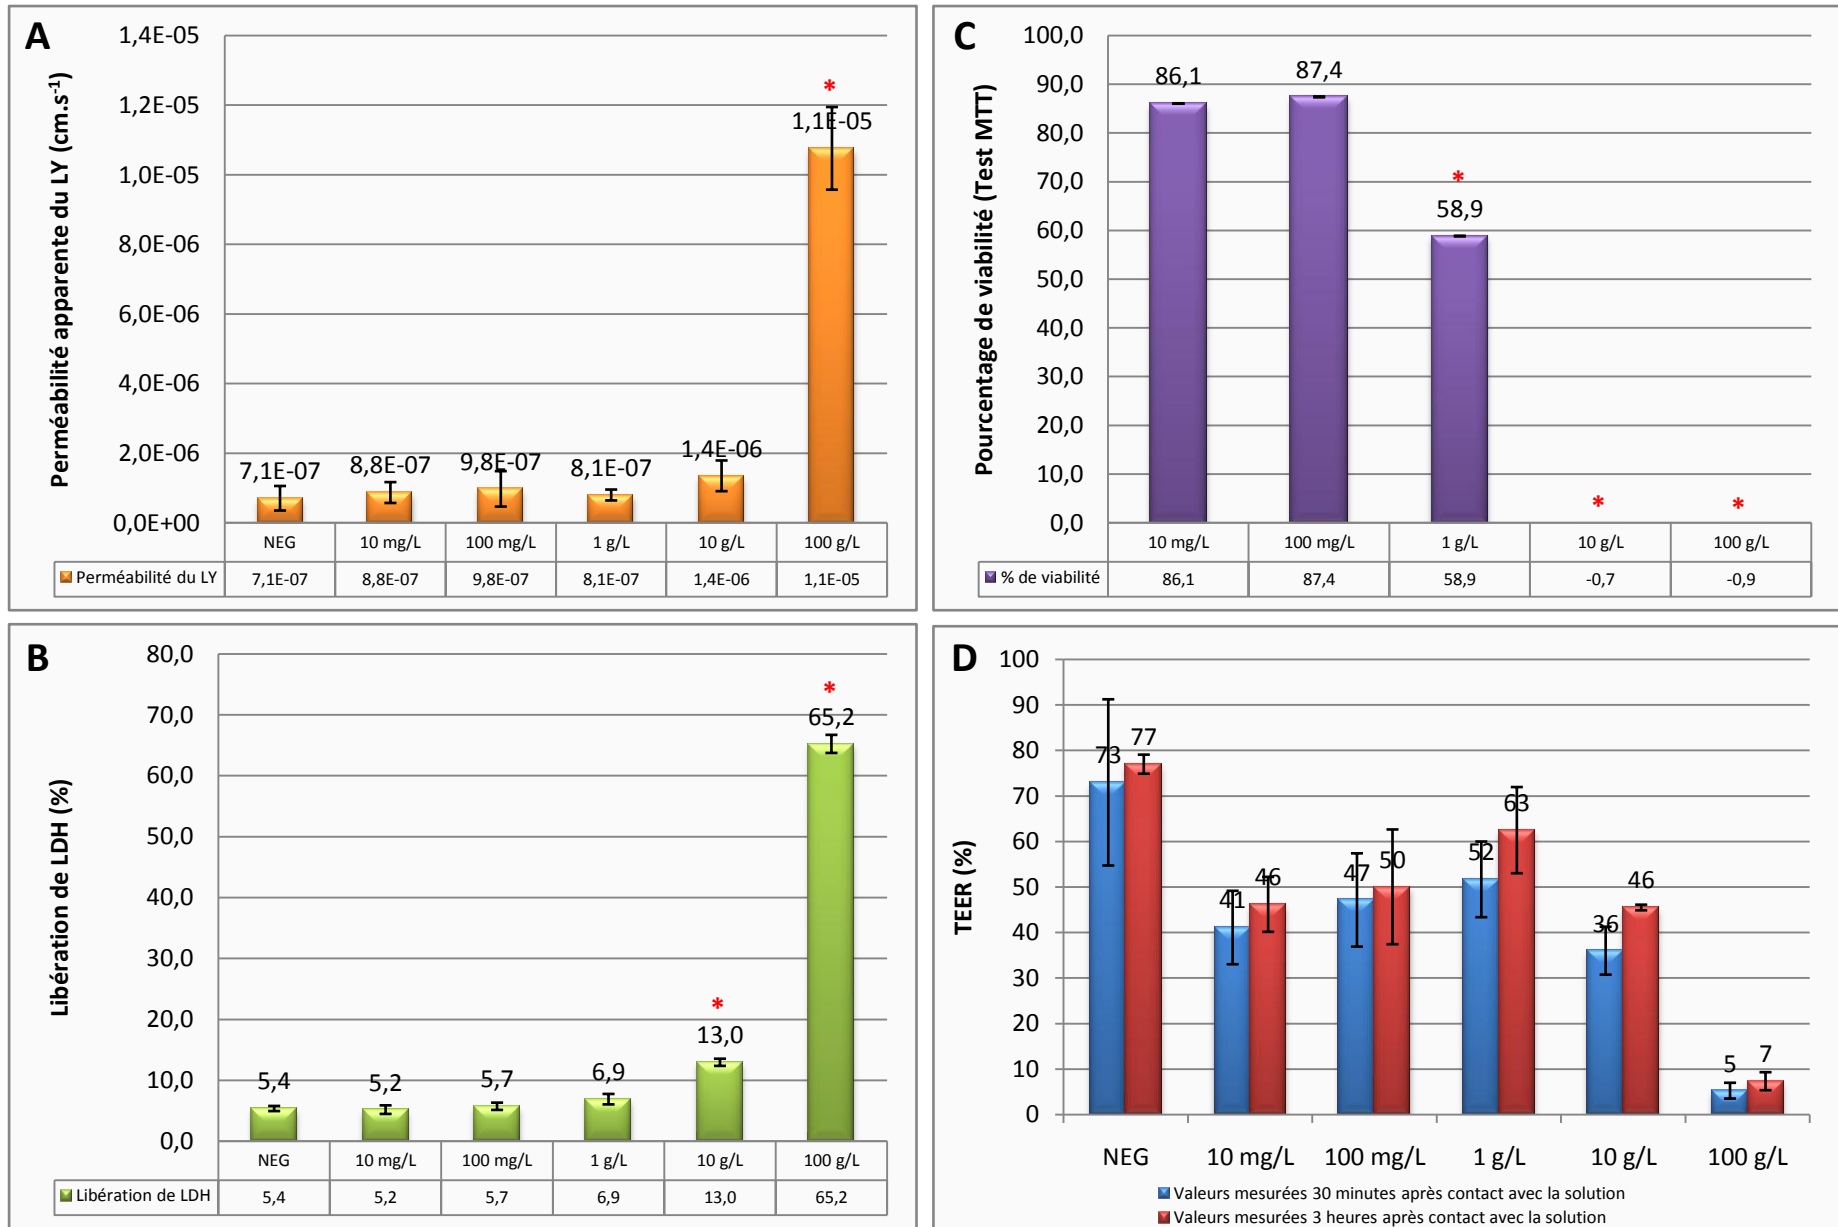 A
Perméabilité apparente du LY (cm.s⁻¹)
1,4E-05
1,2E-05
1,0E-05
8,0E-06
6,0E-06
4,0E-06
2,0E-06
0,0E+00
7,1E-07
8,8E-07
9,8E-07
8,1E-07
1,4E-06
*
1,1E-05
NEG 10 mg/L 100 mg/L 1 g/L 10 g/L 100 g/L
Perméabilité du LY 7,1E-07 8,8E-07 9,8E-07 8,1E-07 1,4E-06 1,1E-05
C
Pourcentage de viabilité (Test MTT)
100,0
90,0
80,0
70,0
60,0
50,0
40,0
30,0
20,0
10,0
0,0
86,1
87,4
*
58,9
*
*
10 mg/L 100 mg/L 1 g/L 10 g/L 100 g/L
% de viabilité 86,1 87,4 58,9 -0,7 -0,9
B
Libération de LDH (%)
80,0
70,0
60,0
50,0
40,0
30,0
20,0
10,0
0,0
5,4
5,2
5,7
6,9
*
13,0
*
65,2
NEG 10 mg/L 100 mg/L 1 g/L 10 g/L 100 g/L
Libération de LDH 5,4 5,2 5,7 6,9 13,0 65,2
D
TEER (%)
100
90
80
70
60
50
40
30
20
10
0
73 77
41 46
47 50
52 63
36 46
5 7
NEG 10 mg/L 100 mg/L 1 g/L 10 g/L 100 g/L
Valeurs mesurées 30 minutes après contact avec la solution
Valeurs mesurées 3 heures après contact avec la solution